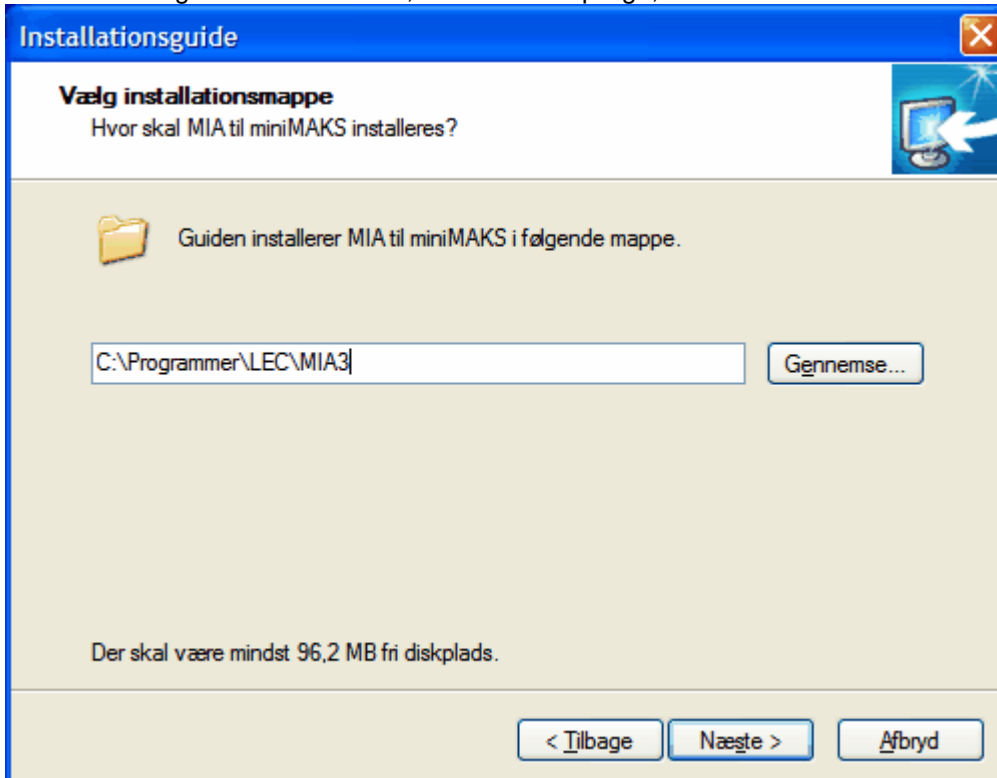 Installationsguide
Vælg installationsmappe
Hvor skal MIA til miniMAKS installeres?
Guiden installerer MIA til miniMAKS i følgende mappe.
C:\Programmer\LEC\MIA3
Gennemse...
Der skal være mindst 96,2 MB fri diskplads.
< Tilbage
Næste >
Afbryd